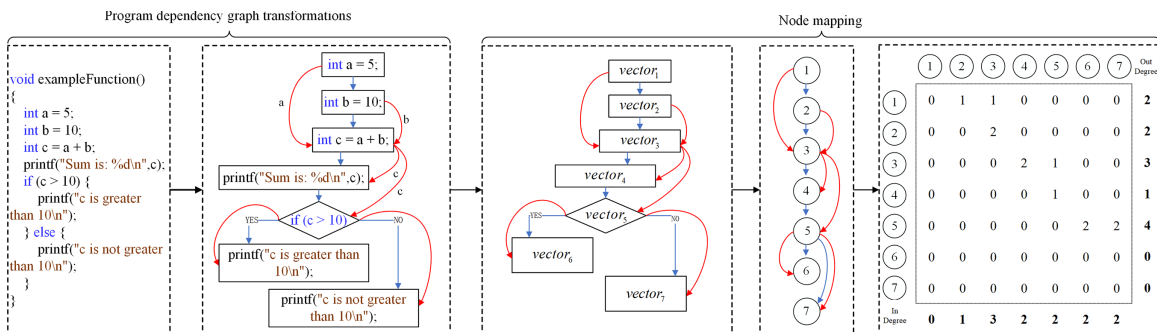 Program dependency graph transformations
Node mapping
void exampleFunction()
{
int a = 5;
int b = 10;
int c = a + b;
printf("Sum is: %d\n",c);
if (c > 10) {
printf("c is greater
than 10\n");
} else {
printf("c is not greater
than 10\n");
}
}
int a = 5;
a
int b = 10;
b
int c = a + b;
c
printf("Sum is: %d\n",c);
c
YES
if (c > 10)
NO
printf("c is greater than
10\n");
printf("c is not greater
than 10\n");
vector1
vector2
vector3
vector4
YES
vector5
NO
vector6
vector7
1
2
3
4
5
6
7
1 2 3 4 5 6 7 Out
Degree
1 0 1 1 0 0 0 0 2
2 0 0 2 0 0 0 0 2
3 0 0 0 2 1 0 0 3
4 0 0 0 0 1 0 0 1
5 0 0 0 0 0 2 2 4
6 0 0 0 0 0 0 0 0
7 0 0 0 0 0 0 0 0
In
Degree 0 1 3 2 2 2 2